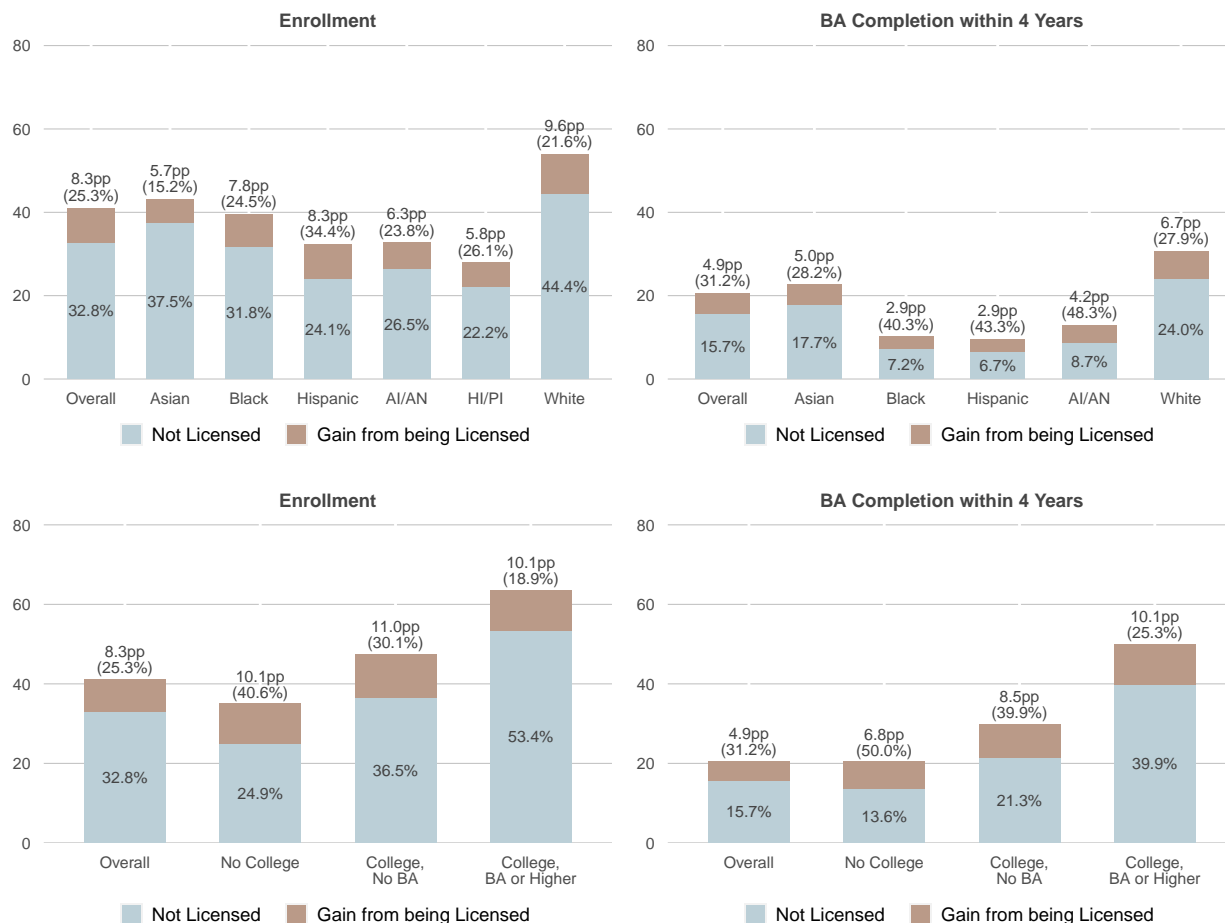 Enrollment
80
60
40
20
0
8.3pp
(25.3%)
5.7pp
(15.2%)
7.8pp
(24.5%)
8.3pp
(34.4%)
6.3pp
(23.8%)
5.8pp
(26.1%)
9.6pp
(21.6%)
32.8%
37.5%
31.8%
24.1%
26.5%
22.2%
44.4%
Overall
Asian
Black
Hispanic
AI/AN
HI/PI
White
Not Licensed
Gain from being Licensed
BA Completion within 4 Years
80
60
40
20
0
4.9pp
(31.2%)
5.0pp
(28.2%)
2.9pp
(40.3%)
2.9pp
(43.3%)
4.2pp
(48.3%)
6.7pp
(27.9%)
15.7%
17.7%
7.2%
6.7%
8.7%
24.0%
Overall
Asian
Black
Hispanic
AI/AN
White
Not Licensed
Gain from being Licensed
Enrollment
80
60
40
20
0
8.3pp
(25.3%)
10.1pp
(40.6%)
11.0pp
(30.1%)
10.1pp
(18.9%)
32.8%
24.9%
36.5%
53.4%
Overall
No College
College,
No BA
College,
BA or Higher
Not Licensed
Gain from being Licensed
BA Completion within 4 Years
80
60
40
20
0
4.9pp
(31.2%)
6.8pp
(50.0%)
8.5pp
(39.9%)
10.1pp
(25.3%)
15.7%
13.6%
21.3%
39.9%
Overall
No College
College,
No BA
College,
BA or Higher
Not Licensed
Gain from being Licensed